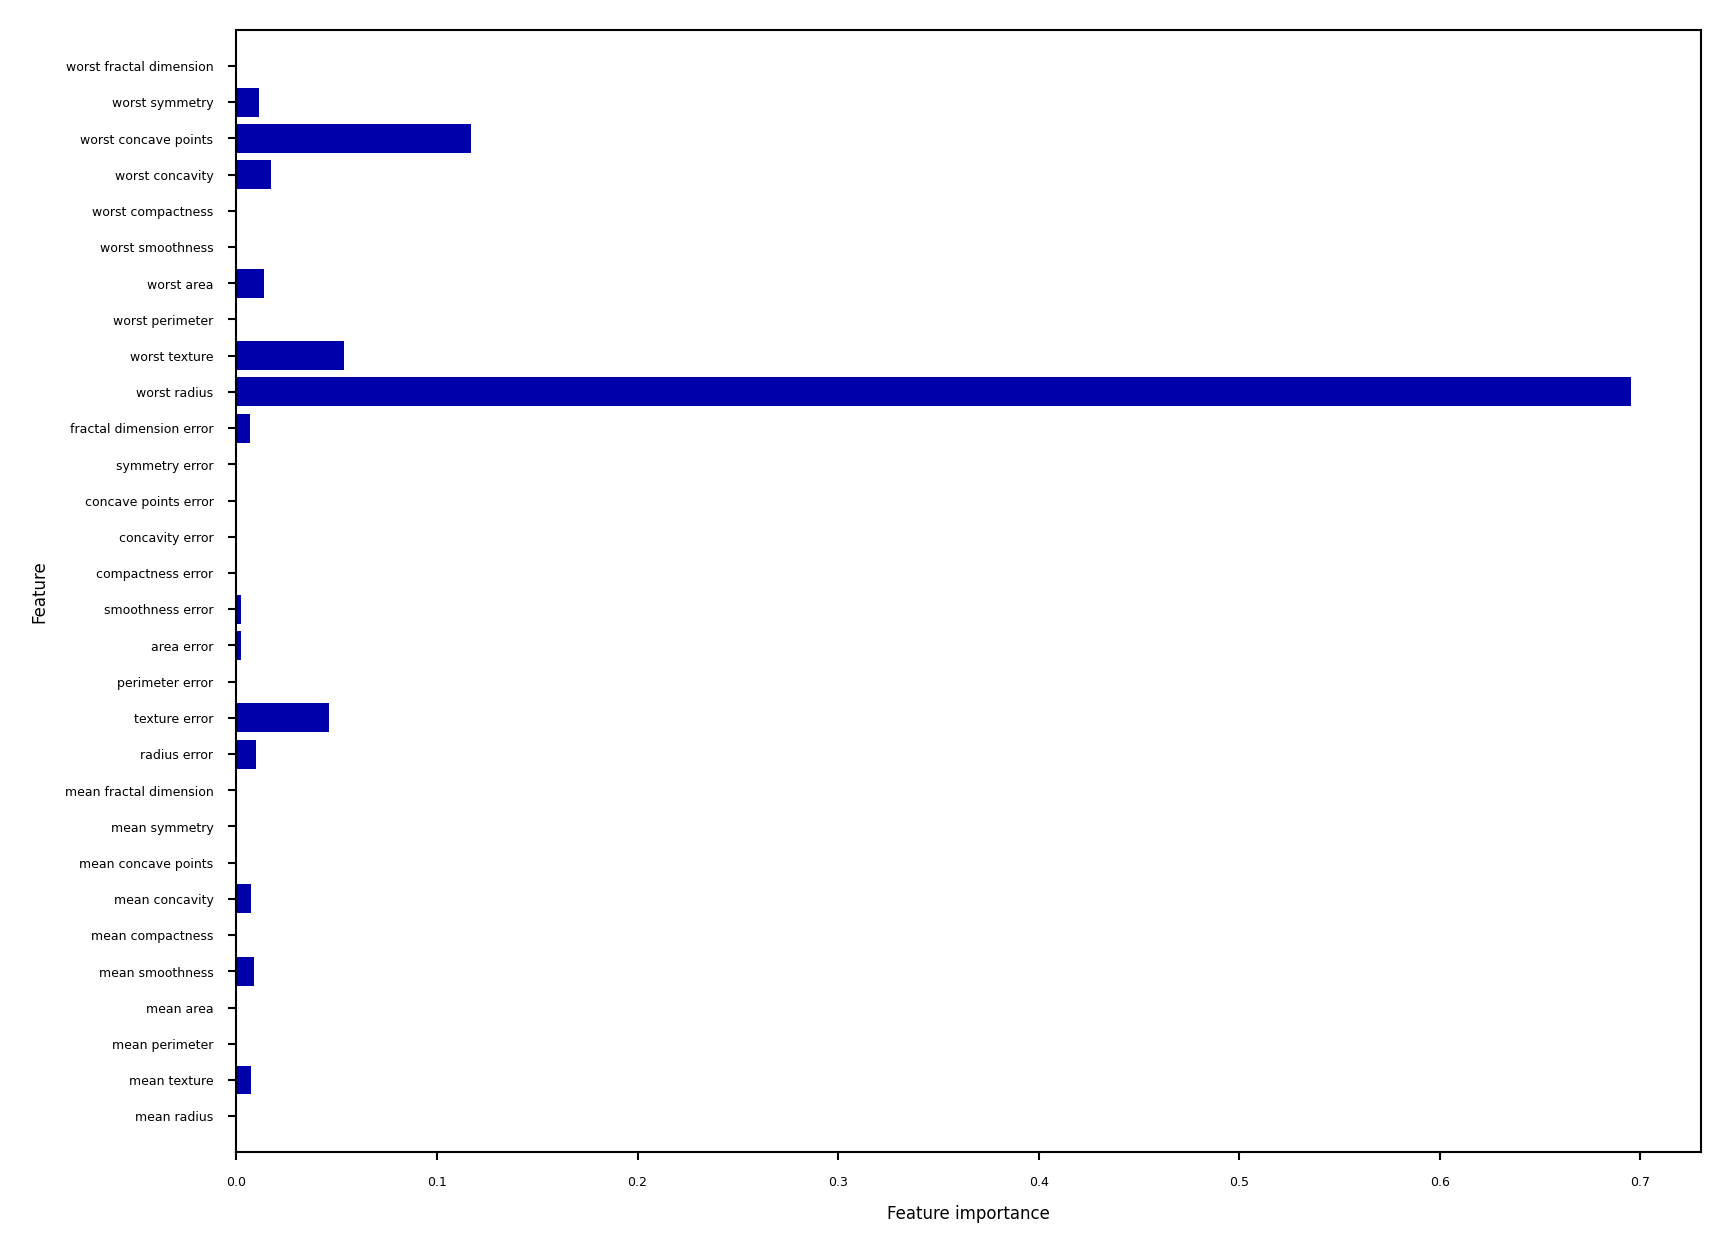 worst fractal dimension
worst symmetry
worst concave points
worst concavity
worst compactness
worst smoothness
worst area
worst perimeter
worst texture
worst radius
fractal dimension error
symmetry error
concave points error
concavity error
compactness error
smoothness error
area error
perimeter error
texture error
radius error
mean fractal dimension
mean symmetry
mean concave points
mean concavity
mean compactness
mean smoothness
mean area
mean perimeter
mean texture
mean radius
Feature
0.0 0.1 0.2 0.3 0.4 0.5 0.6 0.7
Feature importance